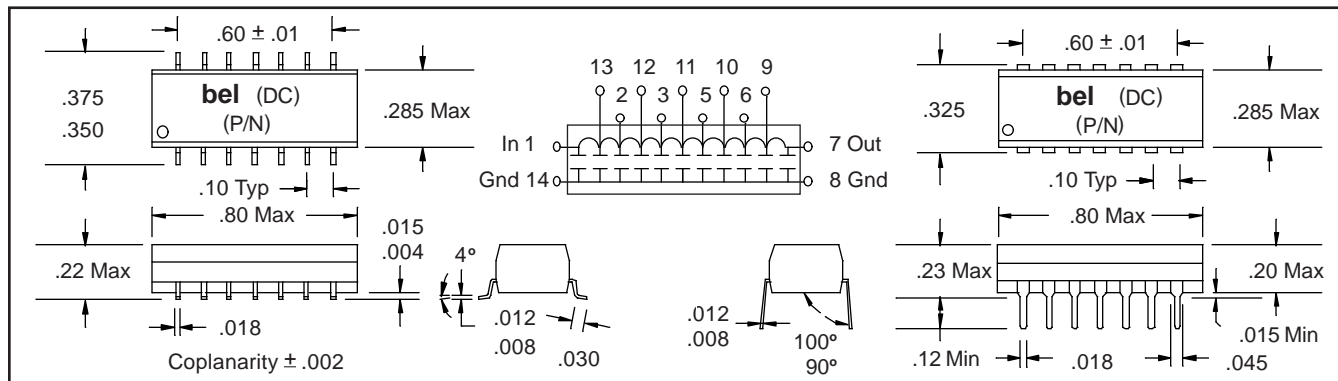 .60 ± .01
.375
.350
bel (DC)
(P/N)
.285 Max
.10 Typ
.80 Max
.22 Max
.015
.004
.018
Coplanarity ± .002
13 12 11 10 9
2 3 5 6
In 1
7 Out
Gnd 14
8 Gnd
4º
.012
.008
.030
.012
.008
100º
90º
.60 ± .01
.325
bel (DC)
(P/N)
.285 Max
.10 Typ
.80 Max
.23 Max
.20 Max
.015 Min
.12 Min
.018
.045